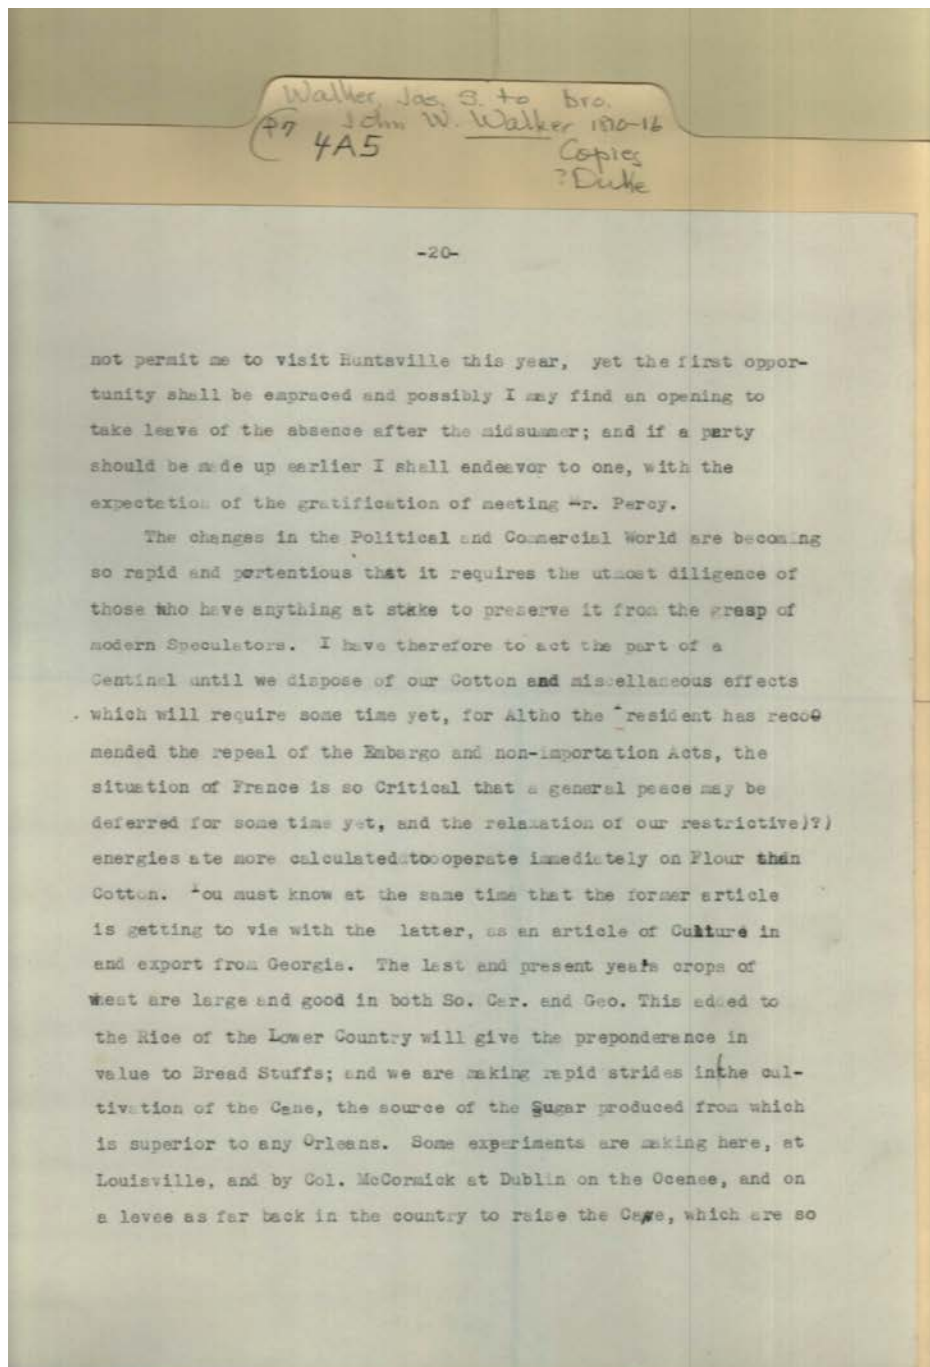 Walker, Jas. S. to bro.
P7 John W. Walker 1810-16
4A5 Copies
?Duke
-20-
not permit me to visit Huntsville this year, yet the first oppor-
tunity shall be empraced and possibly I may find an opening to
take leave of the absence after the midsummer; and if a party
should be made up earlier I shall endeavor to one, with the
expectation of the gratification of meeting Mr. Percy.
The changes in the Political and Commercial World are becoming
so rapid and portentious that it requires the utmost diligence of
those who have anything at stake to preserve it from the grasp of
modern Speculators. I have therefore to act the part of a
Centinel until we dispose of our Cotton and miscellaneous effects
which will require some time yet, for Altho the President has reco
mended the repeal of the Embargo and non-importation Acts, the
situation of France is so Critical that a general peace may be
deferred for some time yet, and the relaxation of our restrictive)?)
energies ate more calculated to operate immediately on Flour than
Cotton. You must know at the same time that the former article
is getting to vie with the latter, as an article of Culture in
and export from Georgia. The last and present years crops of
wheat are large and good in both So. Car. and Geo. This added to
the Rice of the Lower Country will give the preponderance in
value to Bread Stuffs; and we are making rapid strides in the cul-
tivation of the Cane, the source of the Sugar produced from which
is superior to any Orleans. Some experiments are making here, at
Louisville, and by Col. McCormick at Dublin on the Ocenee, and on
a levee as far back in the country to raise the Cane, which are so